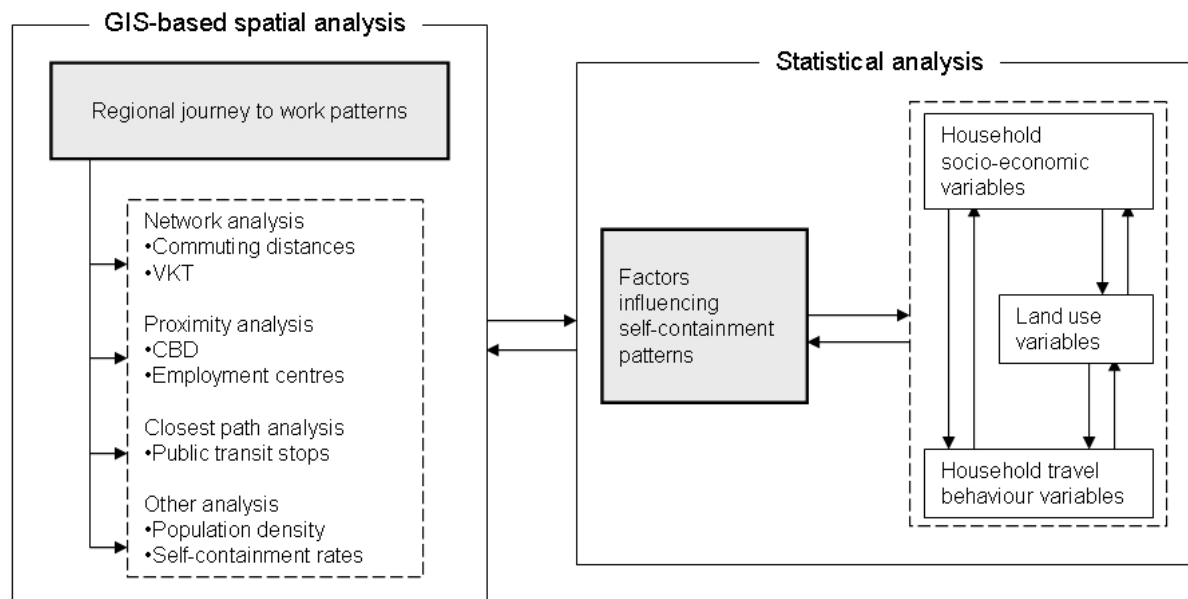 GIS-based spatial analysis
Regional journey to work patterns
Network analysis
•Commuting distances
•VKT
Proximity analysis
•CBD
•Employment centres
Closest path analysis
•Public transit stops
Other analysis
•Population density
•Self-containment rates
Statistical analysis
Factors
influencing
self-containment
patterns
Household
socio-economic
variables
Land use
variables
Household travel
behaviour variables